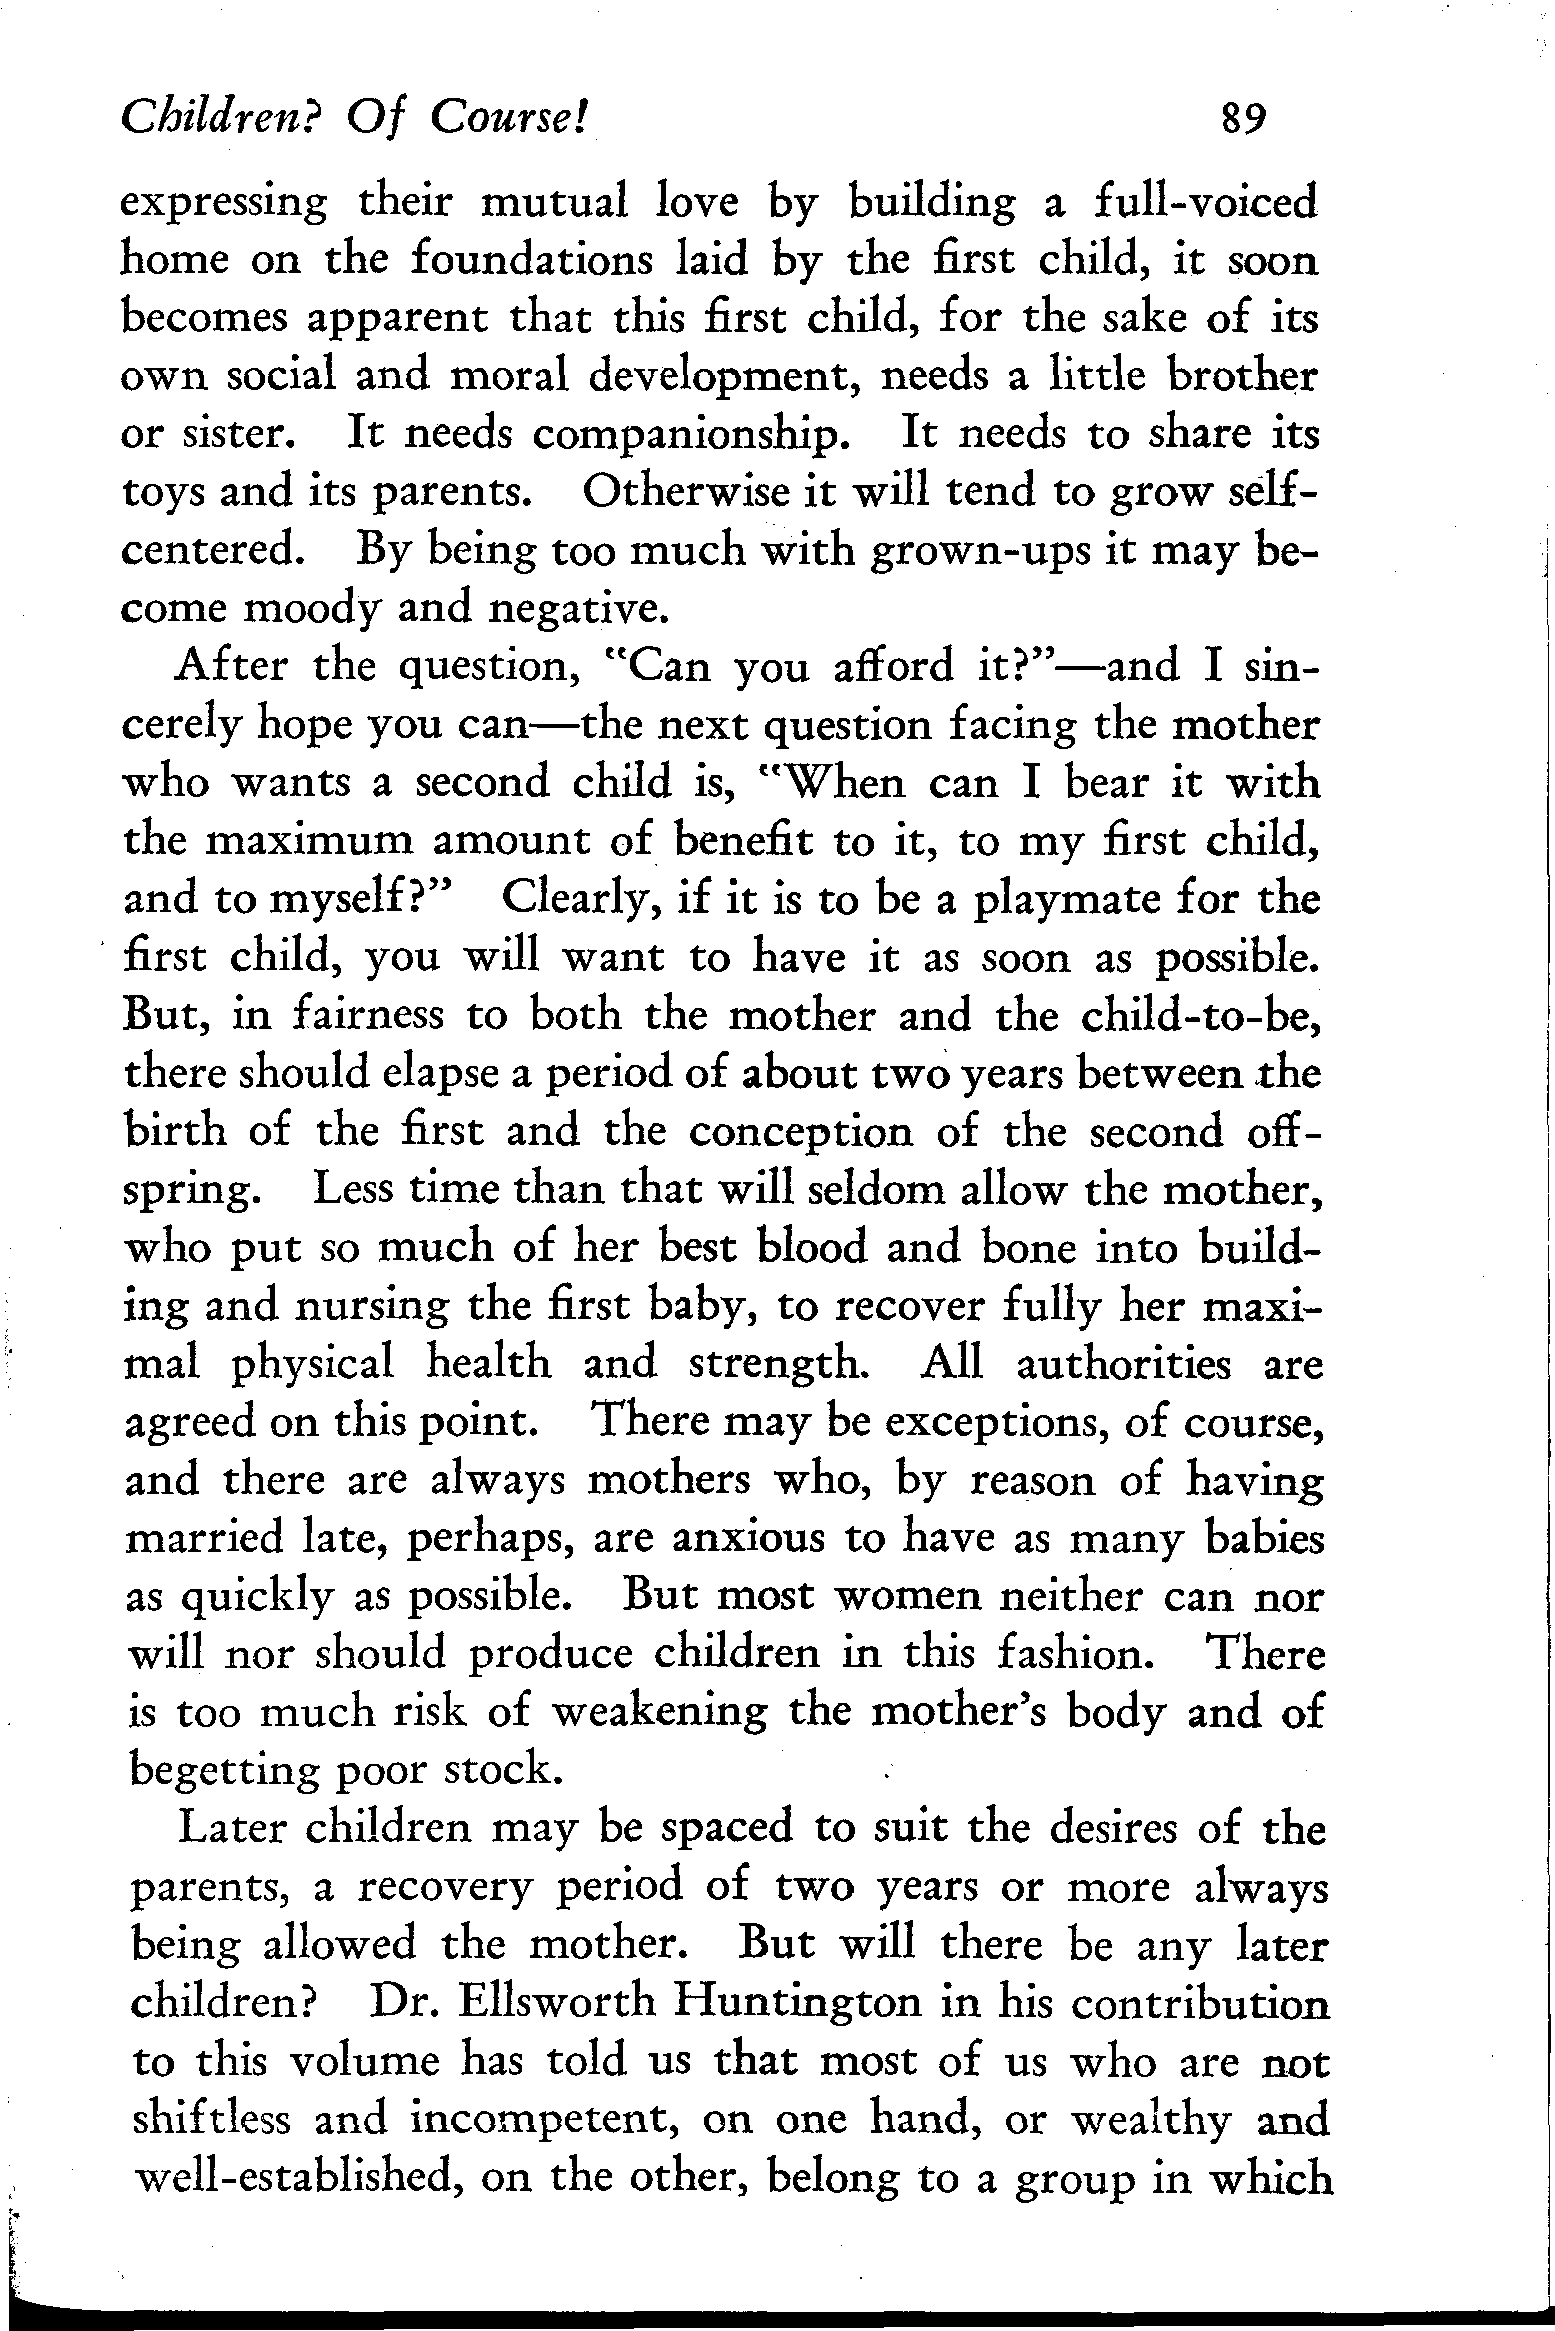 Children? Of Course! 89
expressing their mutual love by building a full-voiced
home on the foundations laid by the first child, it soon
becomes apparent that this first child, for the sake of its
own social and moral development, needs a little brother
or sister. It needs companionship. It needs to share its
toys and its parents. Otherwise it will tend to grow self-
centered. By being too much with grown-ups it may be-
come moody and negative.
After the question, "Can you afford it?"—and I sin-
cerely hope you can—the next question facing the mother
who wants a second child is, "When can I bear it with
the maximum amount of benefit to it, to my first child,
and to myself?" Clearly, if it is to be a playmate for the
first child, you will want to have it as soon as possible.
But, in fairness to both the mother and the child-to-be,
there should elapse a period of about two years between the
birth of the first and the conception of the second off-
spring. Less time than that will seldom allow the mother,
who put so much of her best blood and bone into build-
ing and nursing the first baby, to recover fully her maxi-
mal physical health and strength. All authorities are
agreed on this point. There may be exceptions, of course,
and there are always mothers who, by reason of having
married late, perhaps, are anxious to have as many babies
as quickly as possible. But most women neither can nor
will nor should produce children in this fashion. There
is too much risk of weakening the mother's body and of
begetting poor stock.
Later children may be spaced to suit the desires of the
parents, a recovery period of two years or more always
being allowed the mother. But will there be any later
children? Dr. Ellsworth Huntington in his contribution
to this volume has told us that most of us who are not
shiftless and incompetent, on one hand, or wealthy and
well-established, on the other, belong to a group in which